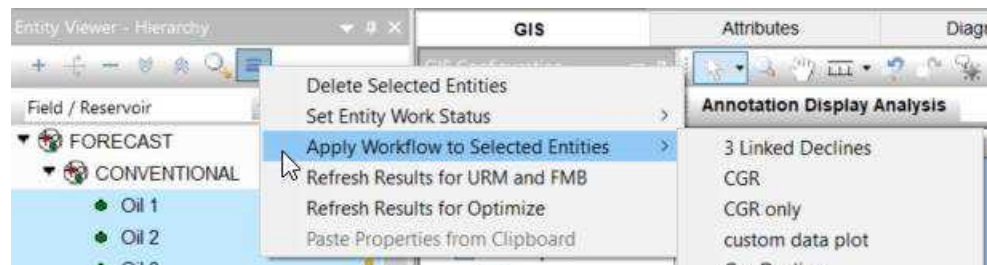 Entity Viewer - Hierarchy
GIS
Attributes
Field / Reservoir
FORECAST
CONVENTIONAL
Oil 1
Oil 2
Delete Selected Entities
Set Entity Work Status
Apply Workflow to Selected Entities
Refresh Results for URM and FMB
Refresh Results for Optimize
Paste Properties from Clipboard
Annotation Display Analysis
3 Linked Declines
CGR
CGR only
custom data plot